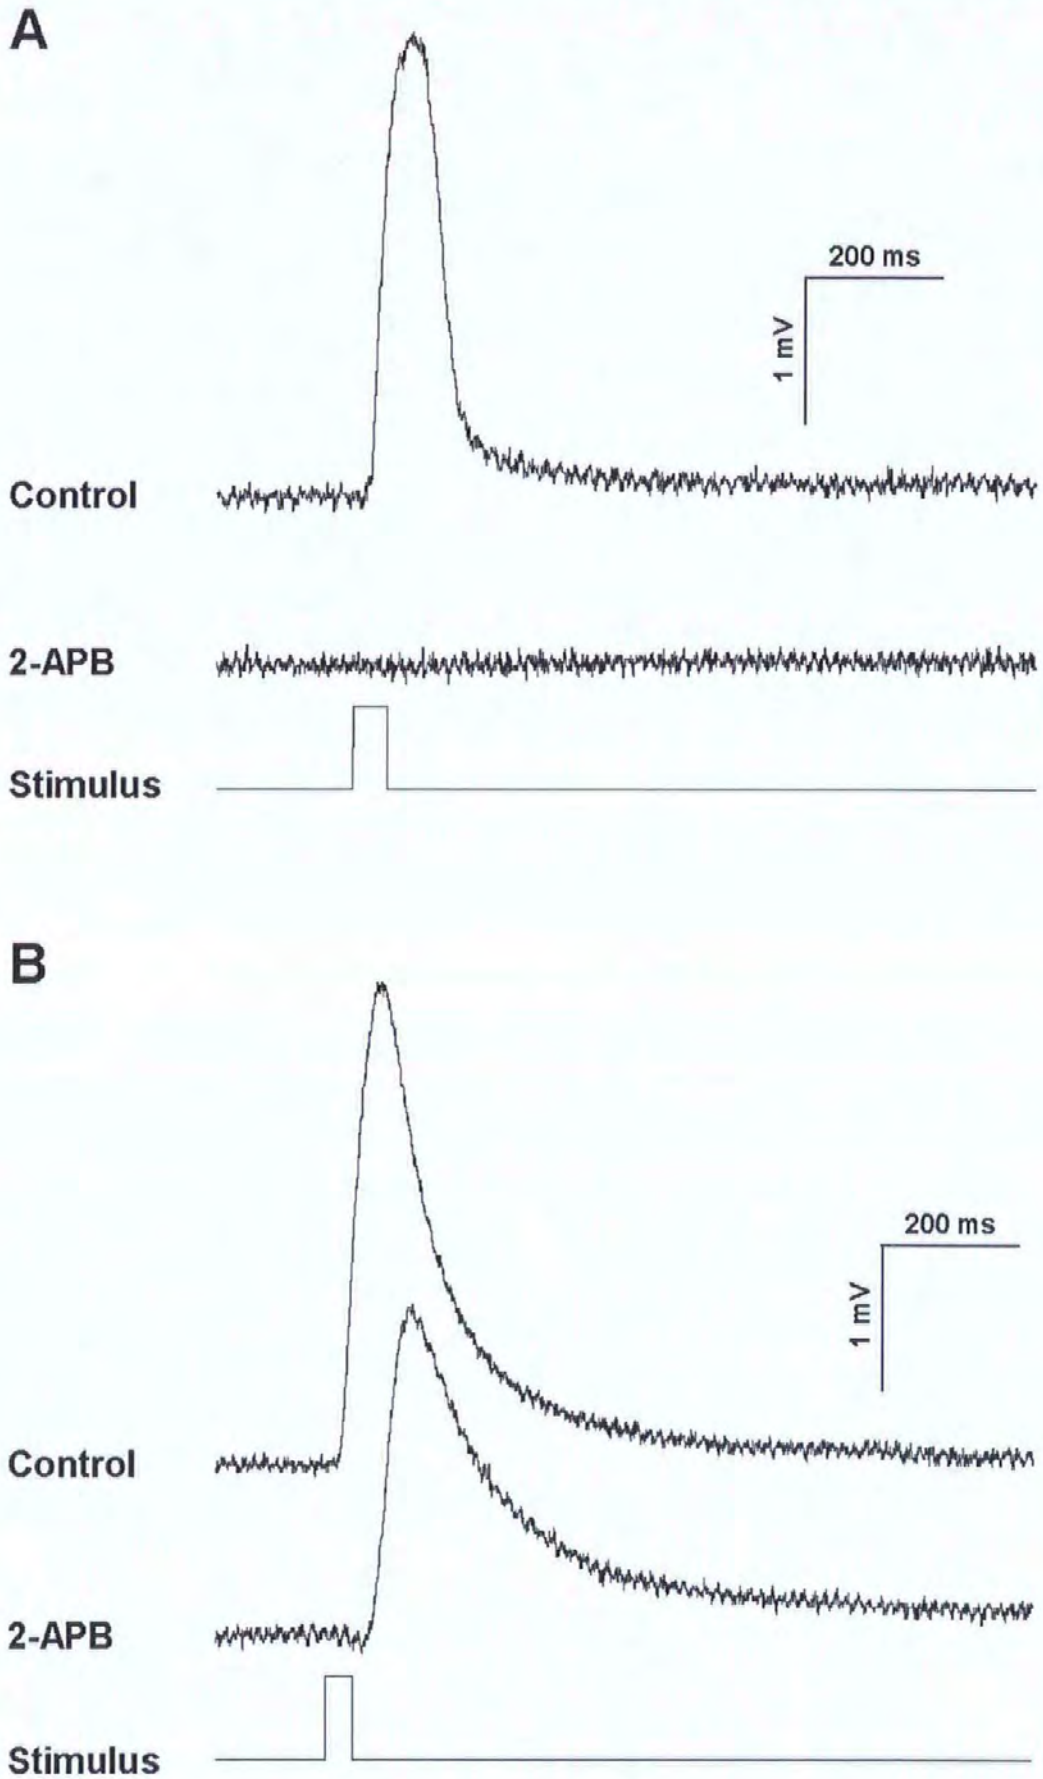 A
200 ms
1 mV
Control
2-APB
Stimulus
B
200 ms
1 mV
Control
2-APB
Stimulus